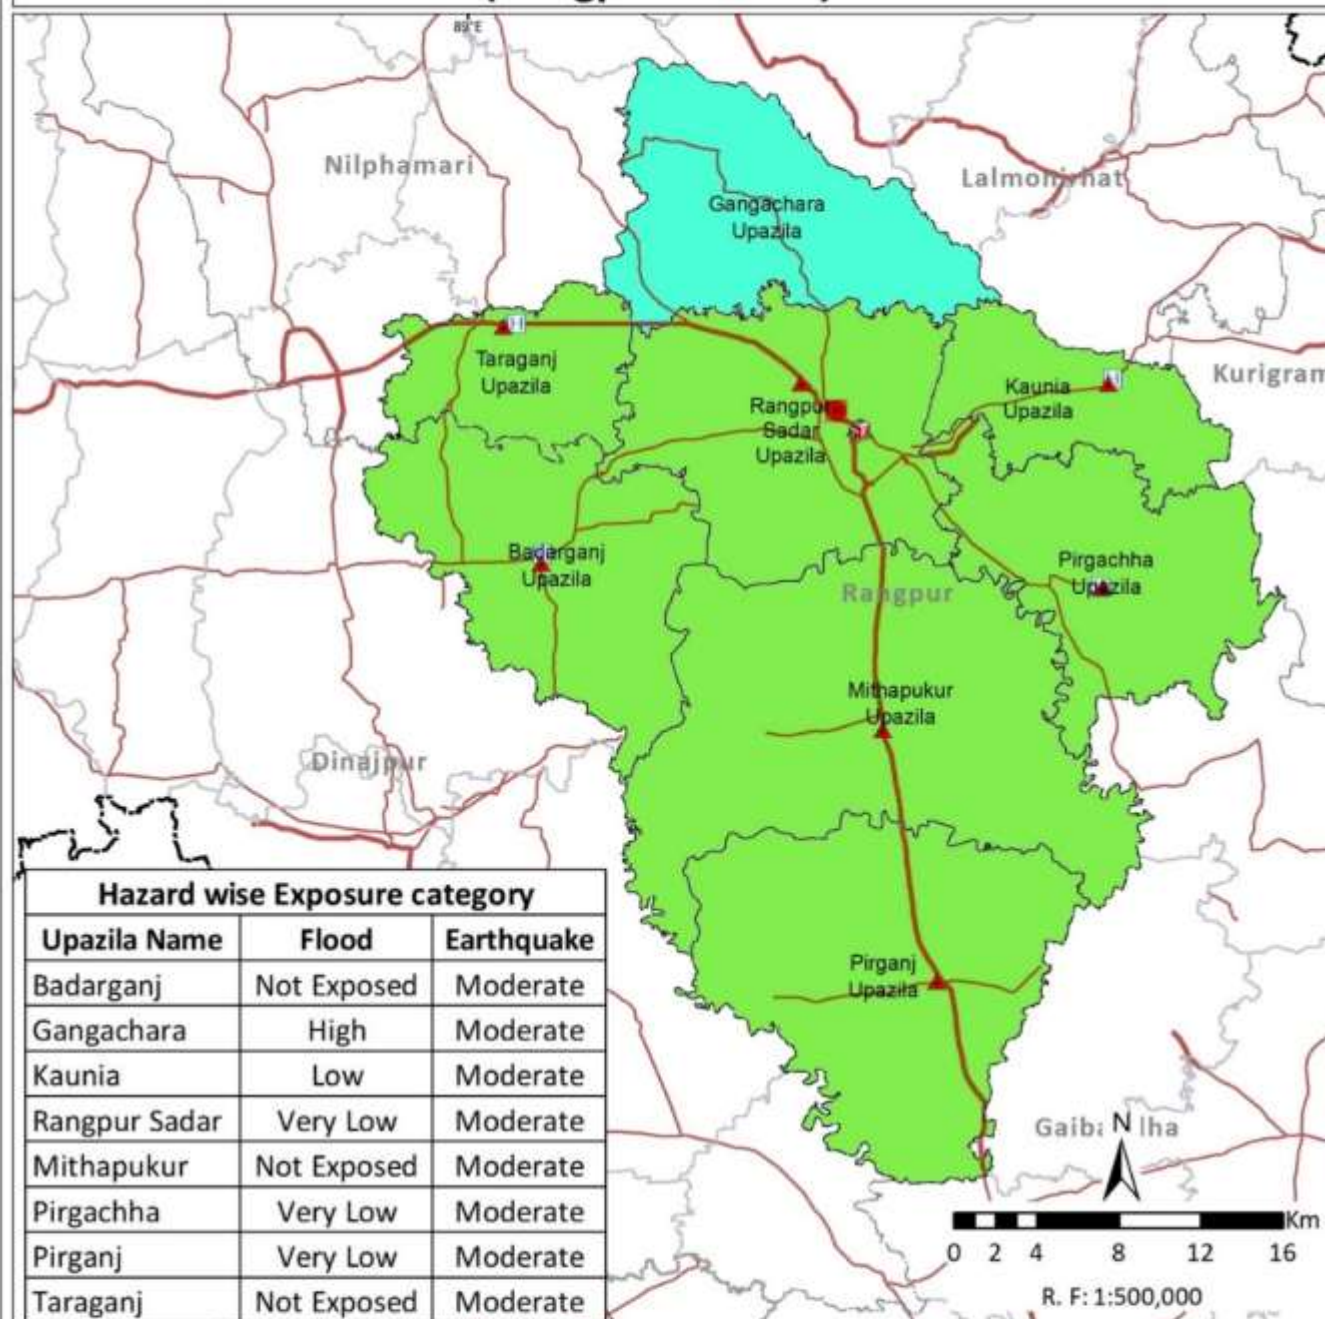 89°E
Nilphamari
Lalmonirhat
Gangachara
Upazila
Taraganj
Upazila
Kaunia
Upazila
Kurigram
Rangpur
Sadar
Upazila
Badarganj
Upazila
Pirgachha
Upazila
Rangpur
Mithapukur
Upazila
Dinajpur
Pirganj
Upazila
Hazard wise Exposure category
Upazila Name Flood Earthquake
Badarganj Not Exposed Moderate
Gangachara High Moderate
Kaunia Low Moderate
Rangpur Sadar Very Low Moderate
Mithapukur Not Exposed Moderate
Pirgachha Very Low Moderate
Pirganj Very Low Moderate
Taraganj Not Exposed Moderate
N
Km
0 2 4 8 12 16
R. F: 1:500,000